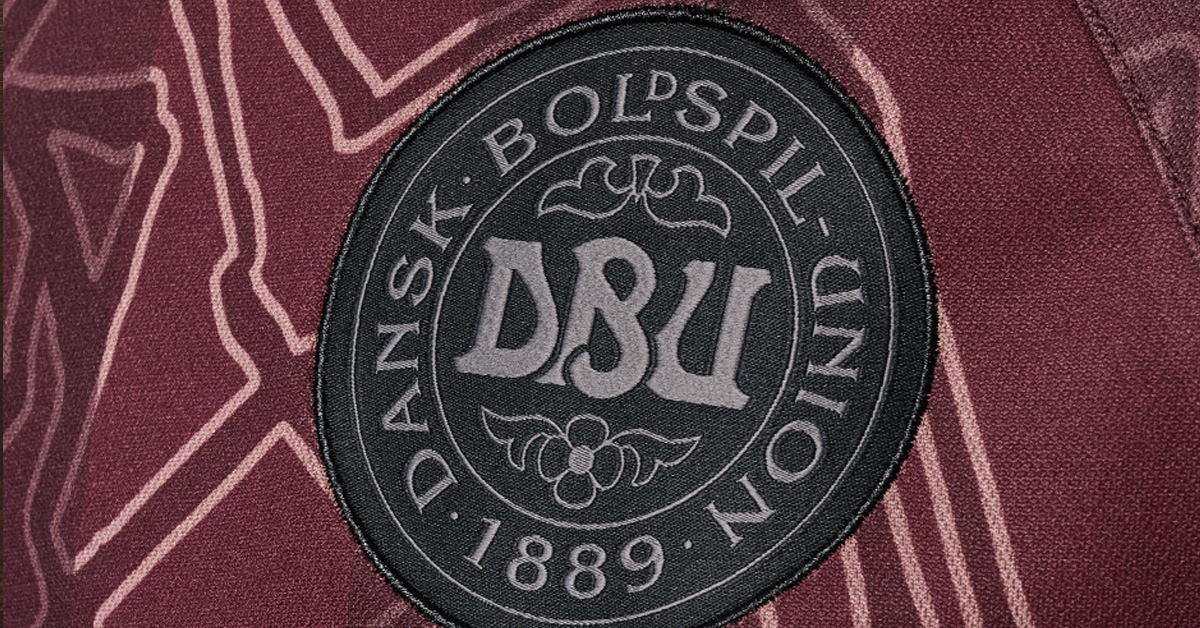 DANSK · BOLDSPIL-UNION · 1889 ·
DBU